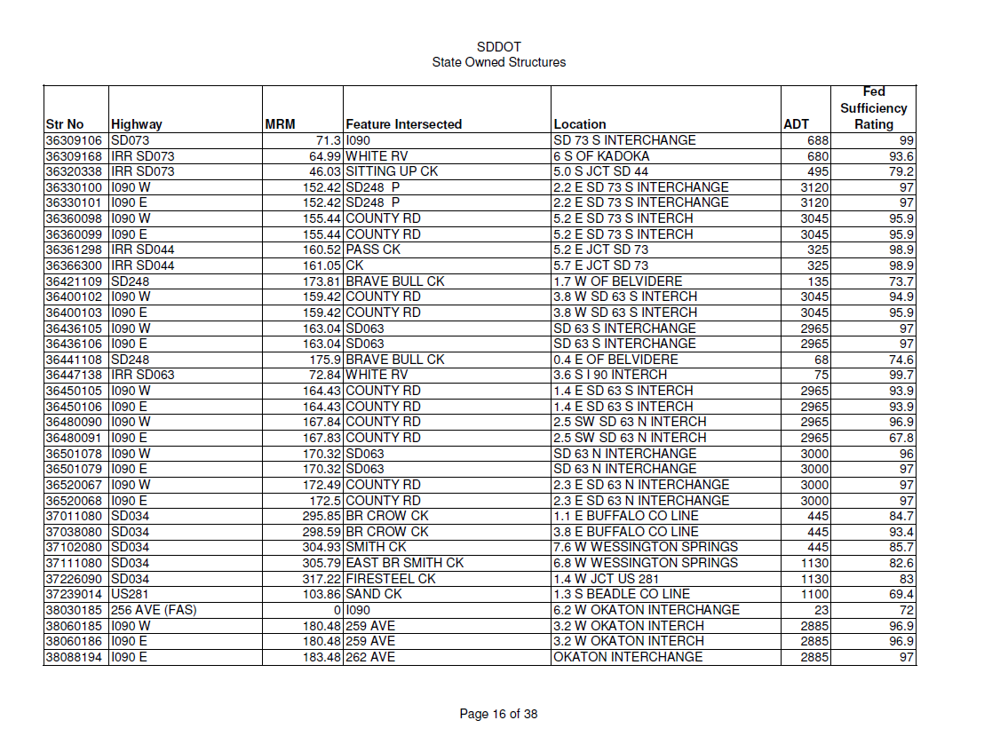 SDDOT
State Owned Structures
Fed
Sufficiency
Str No Highway MRM Feature Intersected Location ADT Rating
36309106 SD073 71.3 I090 SD 73 S INTERCHANGE 688 99
36309168 IRR SD073 64.99 WHITE RV 6 S OF KADOKA 680 93.6
36320338 IRR SD073 46.03 SITTING UP CK 5.0 S JCT SD 44 495 79.2
36330100 I090 W 152.42 SD248 P 2.2 E SD 73 S INTERCHANGE 3120 97
36330101 I090 E 152.42 SD248 P 2.2 E SD 73 S INTERCHANGE 3120 97
36360098 I090 W 155.44 COUNTY RD 5.2 E SD 73 S INTERCH 3045 95.9
36360099 I090 E 155.44 COUNTY RD 5.2 E SD 73 S INTERCH 3045 95.9
36361298 IRR SD044 160.52 PASS CK 5.2 E JCT SD 73 325 98.9
36366300 IRR SD044 161.05 CK 5.7 E JCT SD 73 325 98.9
36421109 SD248 173.81 BRAVE BULL CK 1.7 W OF BELVIDERE 135 73.7
36400102 I090 W 159.42 COUNTY RD 3.8 W SD 63 S INTERCH 3045 94.9
36400103 I090 E 159.42 COUNTY RD 3.8 W SD 63 S INTERCH 3045 95.9
36436105 I090 W 163.04 SD063 SD 63 S INTERCHANGE 2965 97
36436106 I090 E 163.04 SD063 SD 63 S INTERCHANGE 2965 97
36441108 SD248 175.9 BRAVE BULL CK 0.4 E OF BELVIDERE 68 74.6
36447138 IRR SD063 72.84 WHITE RV 3.6 S I 90 INTERCH 75 99.7
36450105 I090 W 164.43 COUNTY RD 1.4 E SD 63 S INTERCH 2965 93.9
36450106 I090 E 164.43 COUNTY RD 1.4 E SD 63 S INTERCH 2965 93.9
36480090 I090 W 167.84 COUNTY RD 2.5 SW SD 63 N INTERCH 2965 96.9
36480091 I090 E 167.83 COUNTY RD 2.5 SW SD 63 N INTERCH 2965 67.8
36501078 I090 W 170.32 SD063 SD 63 N INTERCHANGE 3000 96
36501079 I090 E 170.32 SD063 SD 63 N INTERCHANGE 3000 97
36520067 I090 W 172.49 COUNTY RD 2.3 E SD 63 N INTERCHANGE 3000 97
36520068 I090 E 172.5 COUNTY RD 2.3 E SD 63 N INTERCHANGE 3000 97
37011080 SD034 295.85 BR CROW CK 1.1 E BUFFALO CO LINE 445 84.7
37038080 SD034 298.59 BR CROW CK 3.8 E BUFFALO CO LINE 445 93.4
37102080 SD034 304.93 SMITH CK 7.6 W WESSINGTON SPRINGS 445 85.7
37111080 SD034 305.79 EAST BR SMITH CK 6.8 W WESSINGTON SPRINGS 1130 82.6
37226090 SD034 317.22 FIRESTEEL CK 1.4 W JCT US 281 1130 83
37239014 US281 103.86 SAND CK 1.3 S BEADLE CO LINE 1100 69.4
38030185 256 AVE (FAS) 0 I090 6.2 W OKATON INTERCHANGE 23 72
38060185 I090 W 180.48 259 AVE 3.2 W OKATON INTERCH 2885 96.9
38060186 I090 E 180.48 259 AVE 3.2 W OKATON INTERCH 2885 96.9
38088194 I090 E 183.48 262 AVE OKATON INTERCHANGE 2885 97
Page 16 of 38